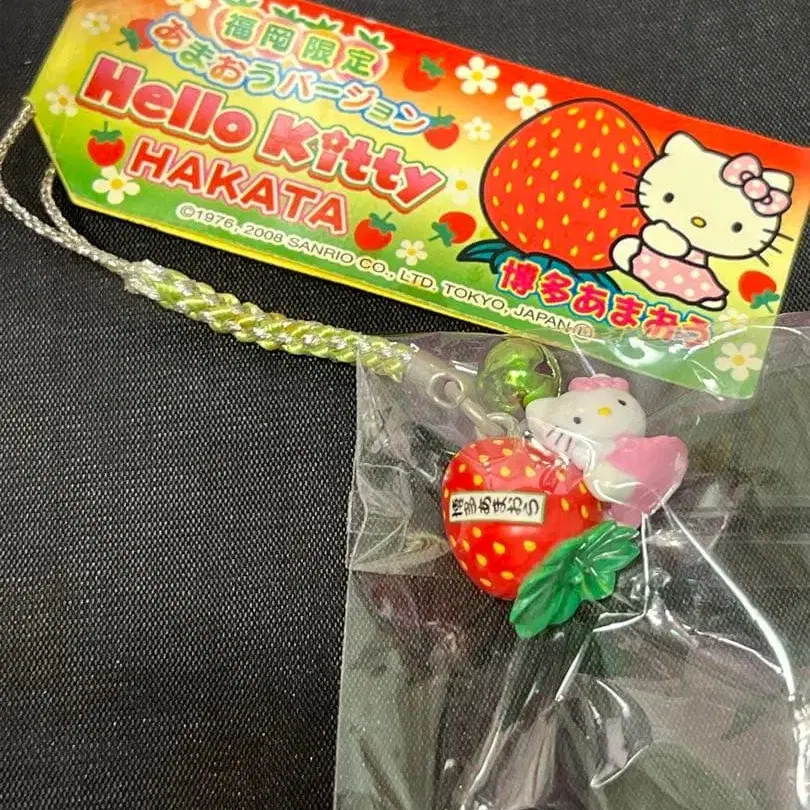 福岡限定
あまおうバージョン
Hello Kitty
HAKATA
©1976, 2008 SANRIO CO., LTD. TOKYO, JAPAN Ⓛ
博多あまおう
博多あまおう